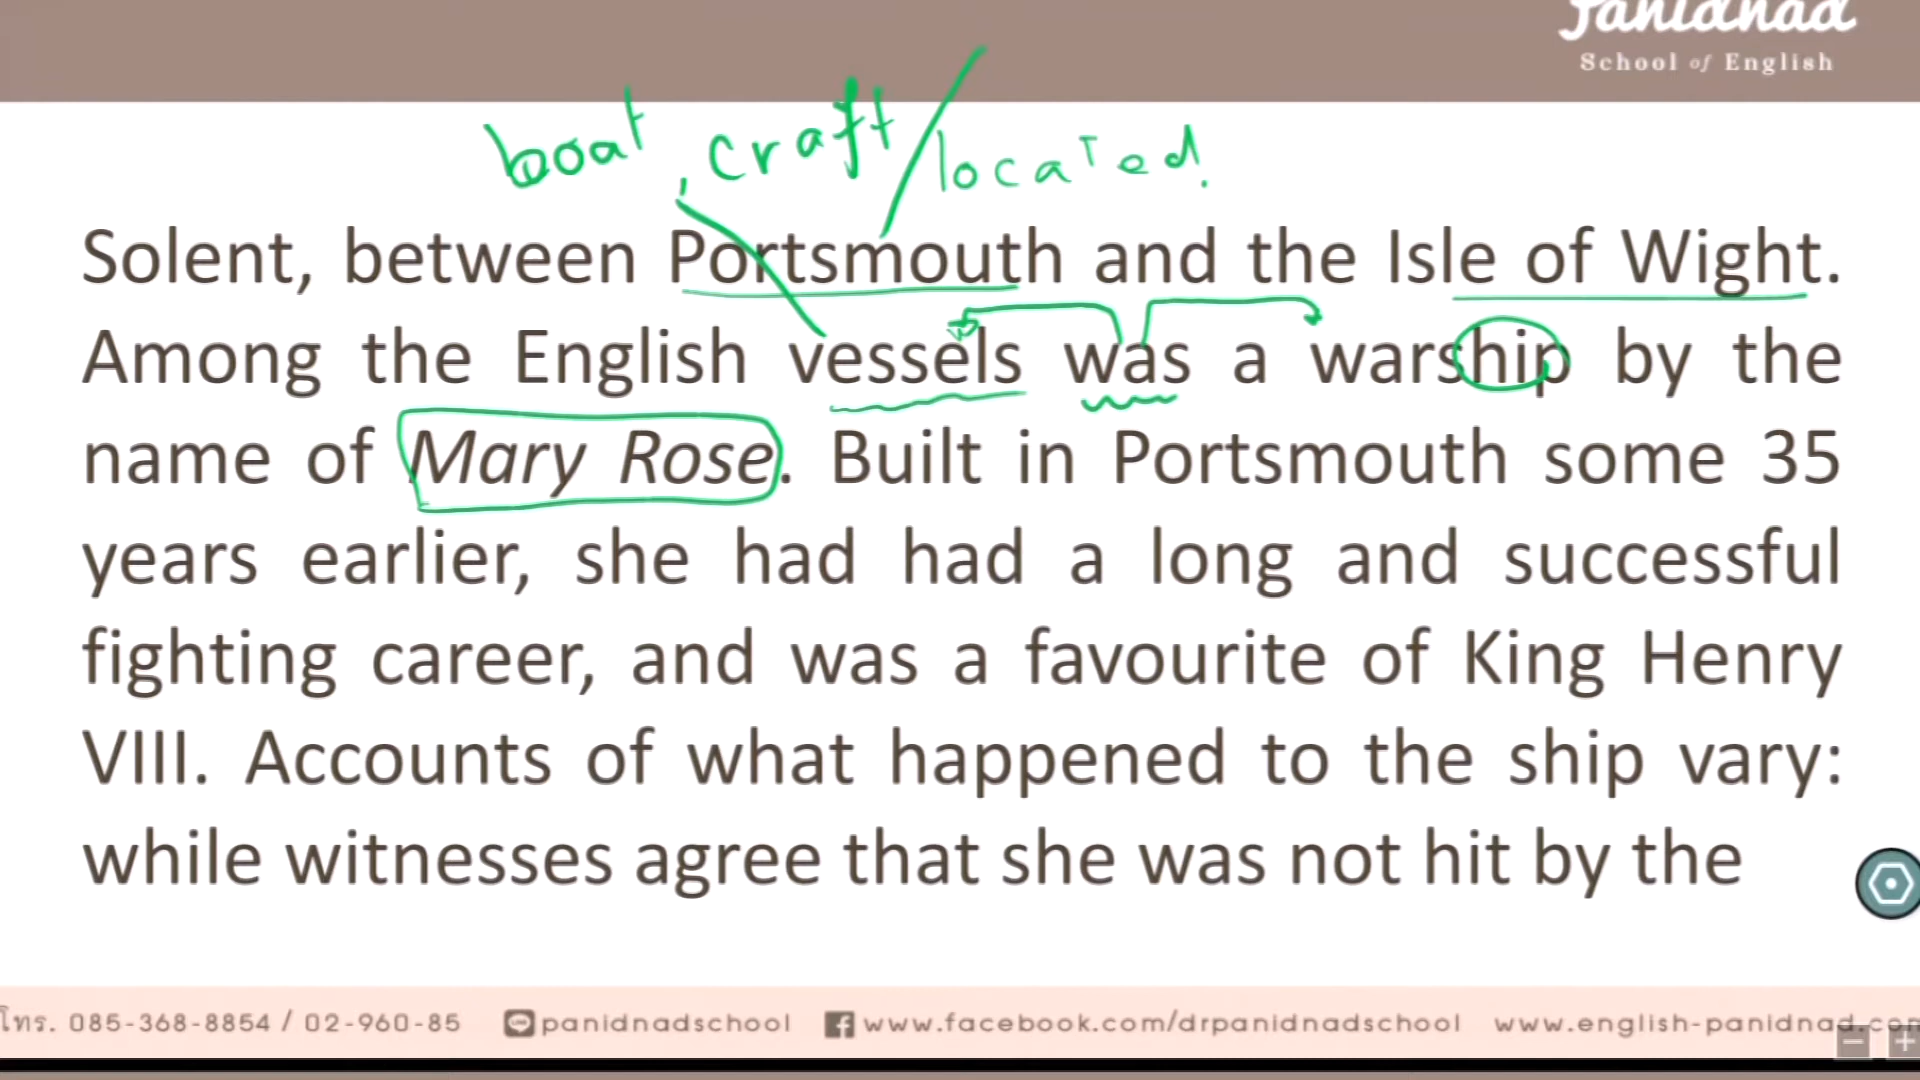 Panidnad
School of English
boat, craft / located.
Solent, between Portsmouth and the Isle of Wight.
Among the English vessels was a warship by the
name of Mary Rose. Built in Portsmouth some 35
years earlier, she had had a long and successful
fighting career, and was a favourite of King Henry
VIII. Accounts of what happened to the ship vary:
while witnesses agree that she was not hit by the
โทร. 085-368-8854 / 02-960-85 panidnadschool www.facebook.com/drpanidnadschool www.english-panidnad.com